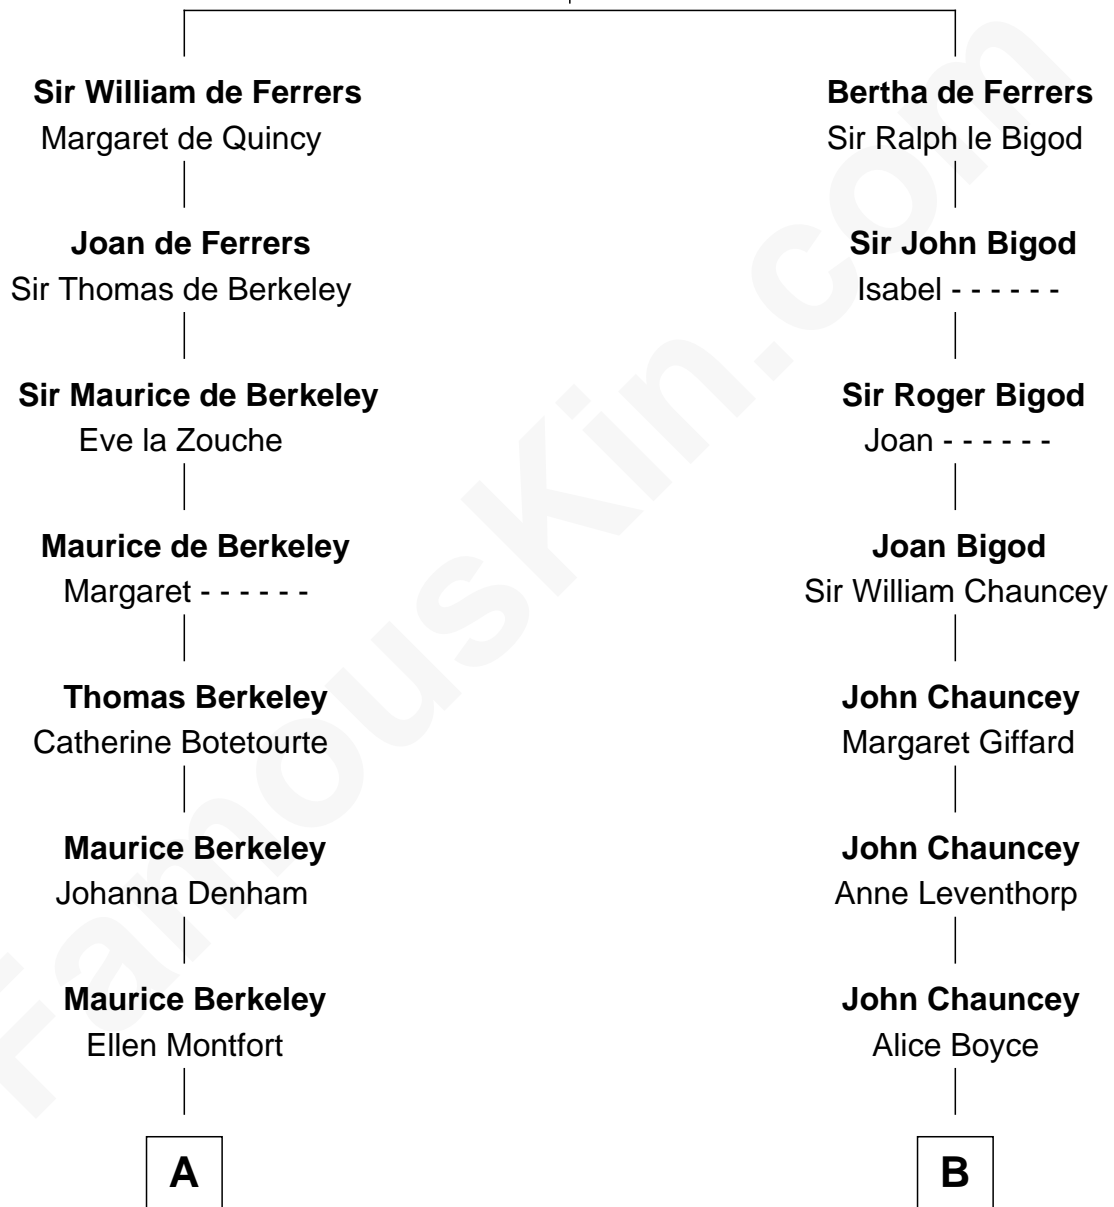 Sir William de Ferrers
Margaret de Quincy
Joan de Ferrers
Sir Thomas de Berkeley
Sir Maurice de Berkeley
Eve la Zouche
Maurice de Berkeley
Margaret - - - - - -
Thomas Berkeley
Catherine Botetourte
Maurice Berkeley
Johanna Denham
Maurice Berkeley
Ellen Montfort
A
Bertha de Ferrers
Sir Ralph le Bigod
Sir John Bigod
Isabel - - - - - -
Sir Roger Bigod
Joan - - - - - -
Joan Bigod
Sir William Chauncey
John Chauncey
Margaret Giffard
John Chauncey
Anne Leventhorp
John Chauncey
Alice Boyce
B
FamousKin.com